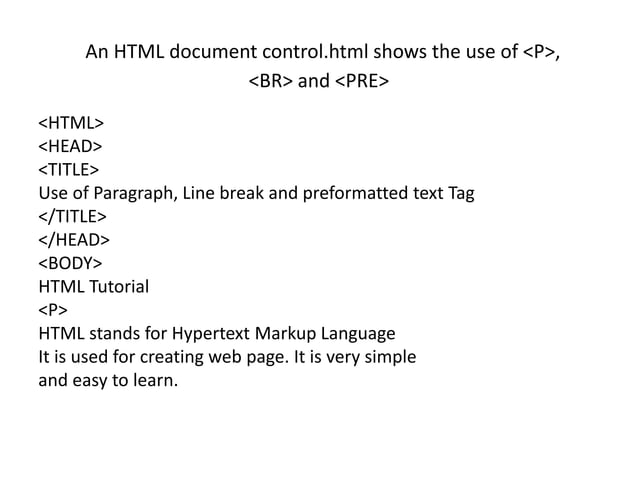 An HTML document control.html shows the use of <P>,
<BR> and <PRE>
<HTML>
<HEAD>
<TITLE>
Use of Paragraph, Line break and preformatted text Tag
</TITLE>
</HEAD>
<BODY>
HTML Tutorial
<P>
HTML stands for Hypertext Markup Language
It is used for creating web page. It is very simple
and easy to learn.